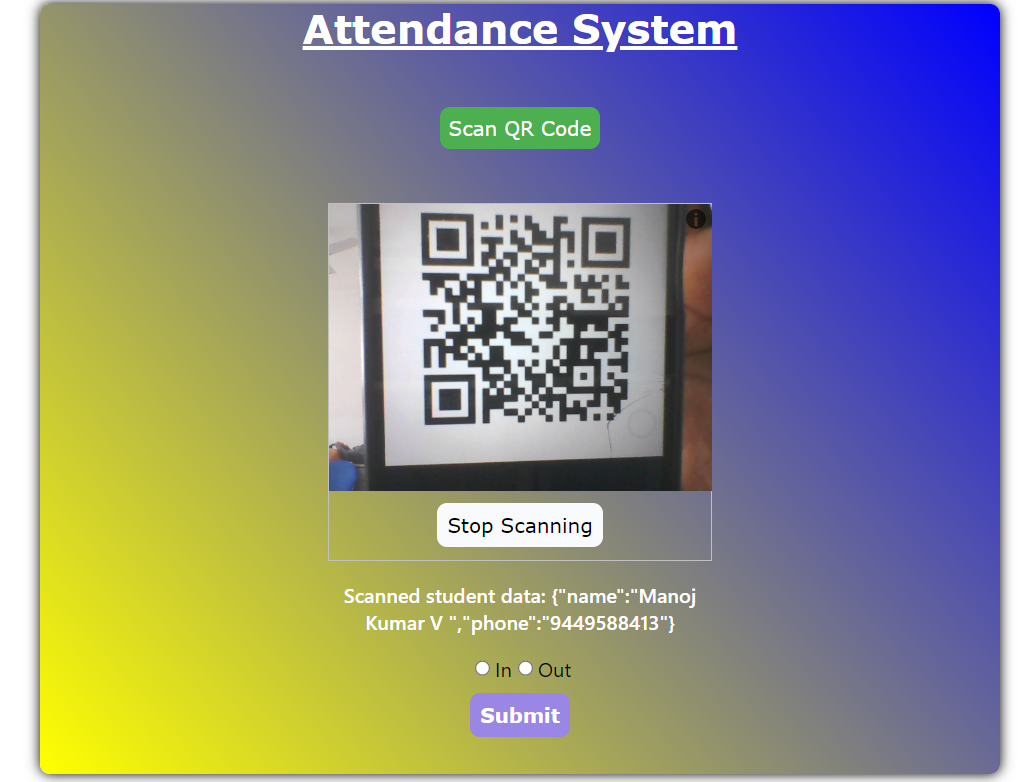 Attendance System
Scan QR Code
Stop Scanning
Scanned student data: {"name":"Manoj
Kumar V ","phone":"9449588413"}
In Out
Submit